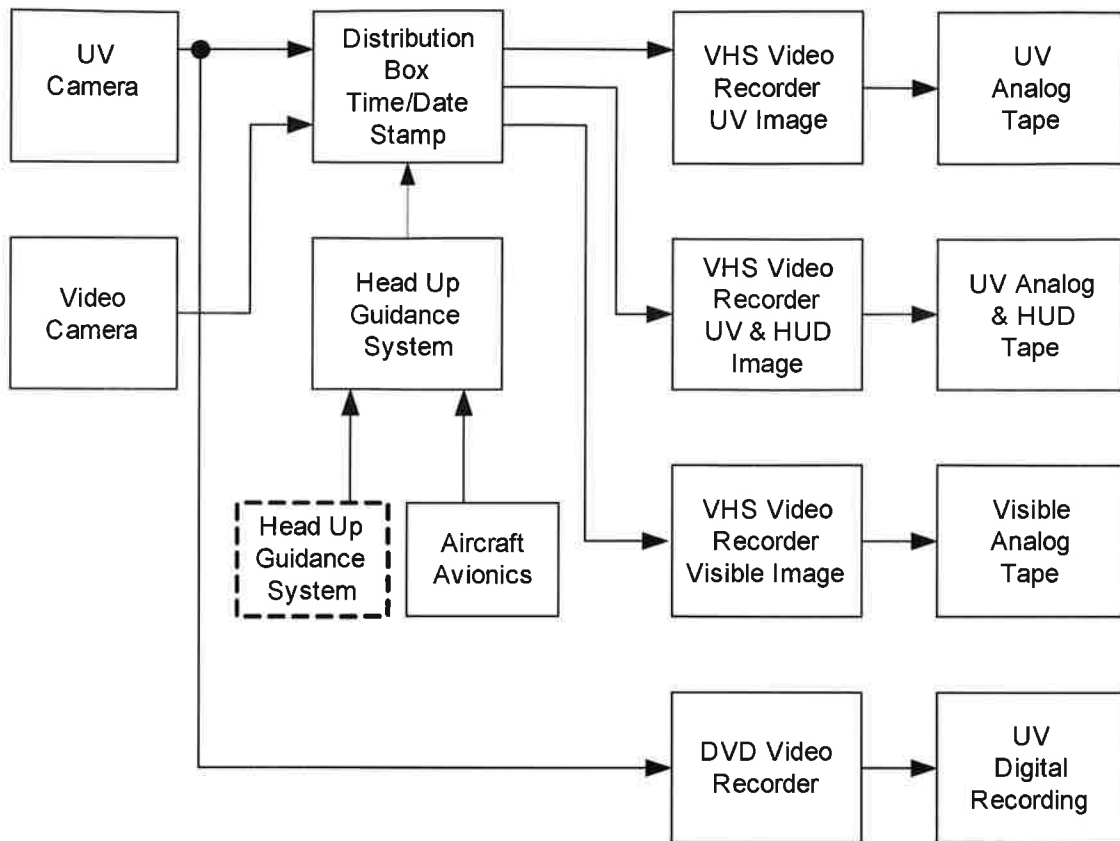 UV
Camera
Distribution
Box
Time/Date
Stamp
VHS Video
Recorder
UV Image
UV
Analog
Tape
Video
Camera
Head Up
Guidance
System
VHS Video
Recorder
UV & HUD
Image
UV Analog
& HUD
Tape
Head Up
Guidance
System
Aircraft
Avionics
VHS Video
Recorder
Visible Image
Visible
Analog
Tape
DVD Video
Recorder
UV
Digital
Recording